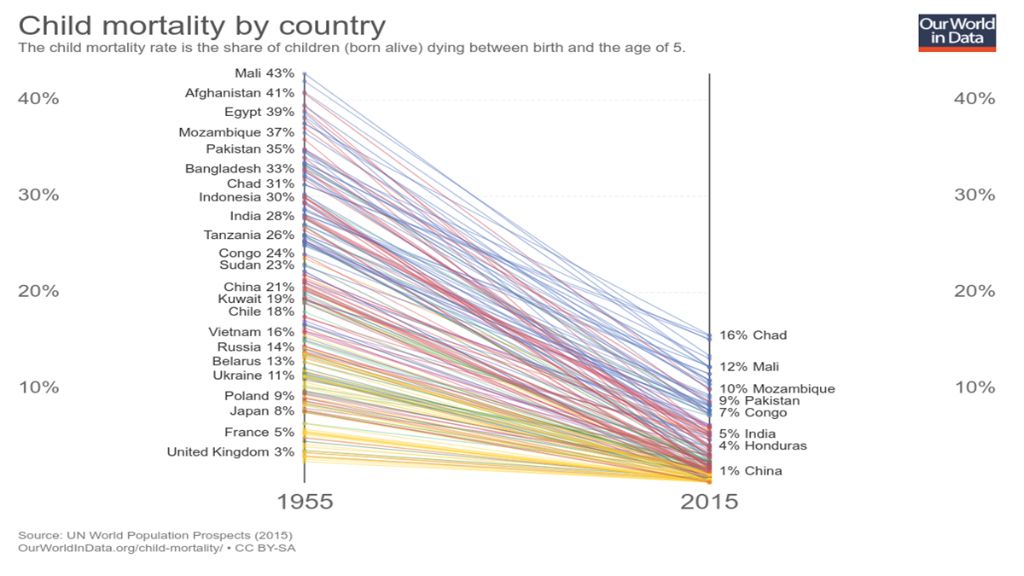 Child mortality by country
The child mortality rate is the share of children (born alive) dying between birth and the age of 5.
Our World
in Data
40%
30%
20%
10%
Mali 43%
Afghanistan 41%
Egypt 39%
Mozambique 37%
Pakistan 35%
Bangladesh 33%
Chad 31%
Indonesia 30%
India 28%
Tanzania 26%
Congo 24%
Sudan 23%
China 21%
Kuwait 19%
Chile 18%
Vietnam 16%
Russia 14%
Belarus 13%
Ukraine 11%
Poland 9%
Japan 8%
France 5%
United Kingdom 3%
16% Chad
12% Mali
10% Mozambique
9% Pakistan
7% Congo
5% India
4% Honduras
1% China
40%
30%
20%
10%
1955
2015
Source: UN World Population Prospects (2015)
OurWorldInData.org/child-mortality/ • CC BY-SA